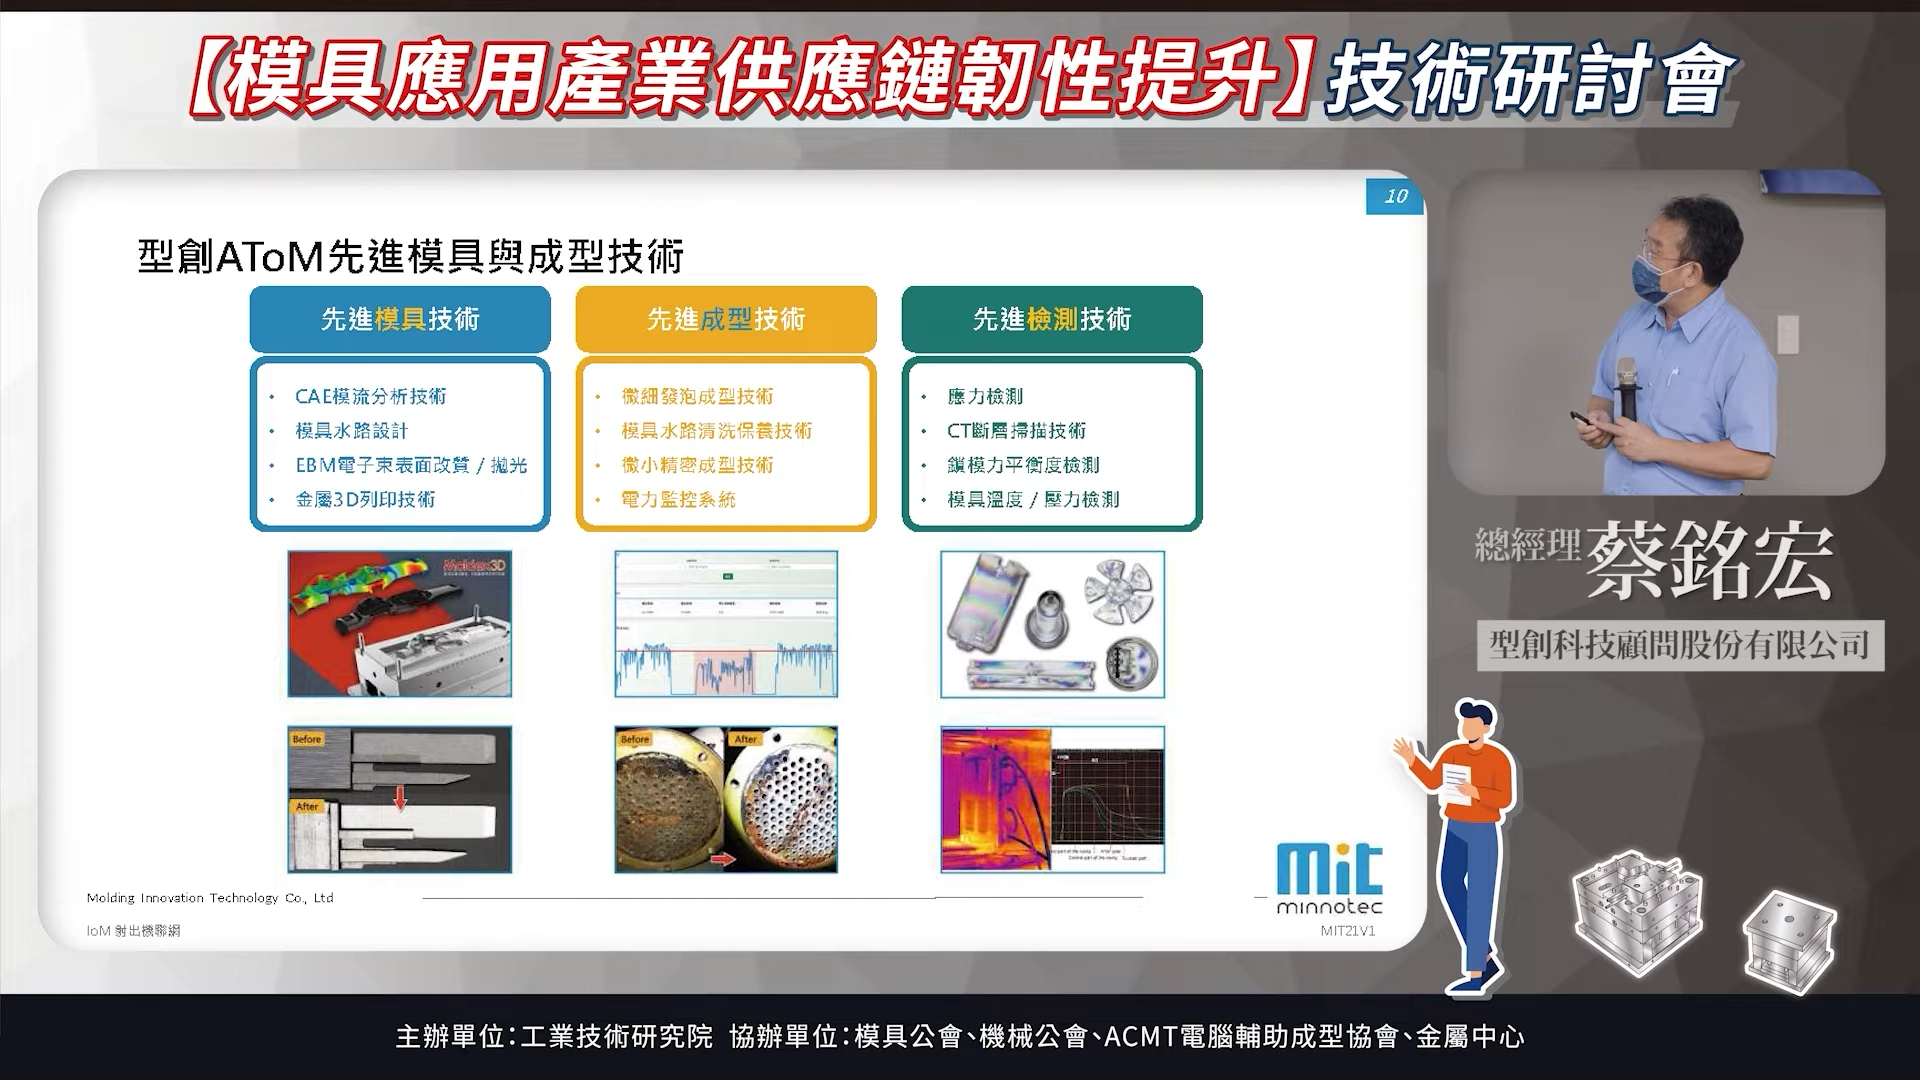 【模具應用產業供應鏈韌性提升】技術研討會
10
型創AToM先進模具與成型技術
先進模具技術
• CAE模流分析技術
• 模具水路設計
• EBM電子束表面改質 / 拋光
• 金屬3D列印技術
先進成型技術
• 微細發泡成型技術
• 模具水路清洗保養技術
• 微小精密成型技術
• 電力監控系統
先進檢測技術
• 應力檢測
• CT斷層掃描技術
• 鎖模力平衡度檢測
• 模具溫度 / 壓力檢測
Moldex3D
Before
After
Before
After
Molding Innovation Technology Co., Ltd
IoM 射出機聯網
mit
minnotec
MIT21V1
總經理 蔡銘宏
型創科技顧問股份有限公司
主辦單位：工業技術研究院 協辦單位：模具公會、機械公會、ACMT電腦輔助成型協會、金屬中心